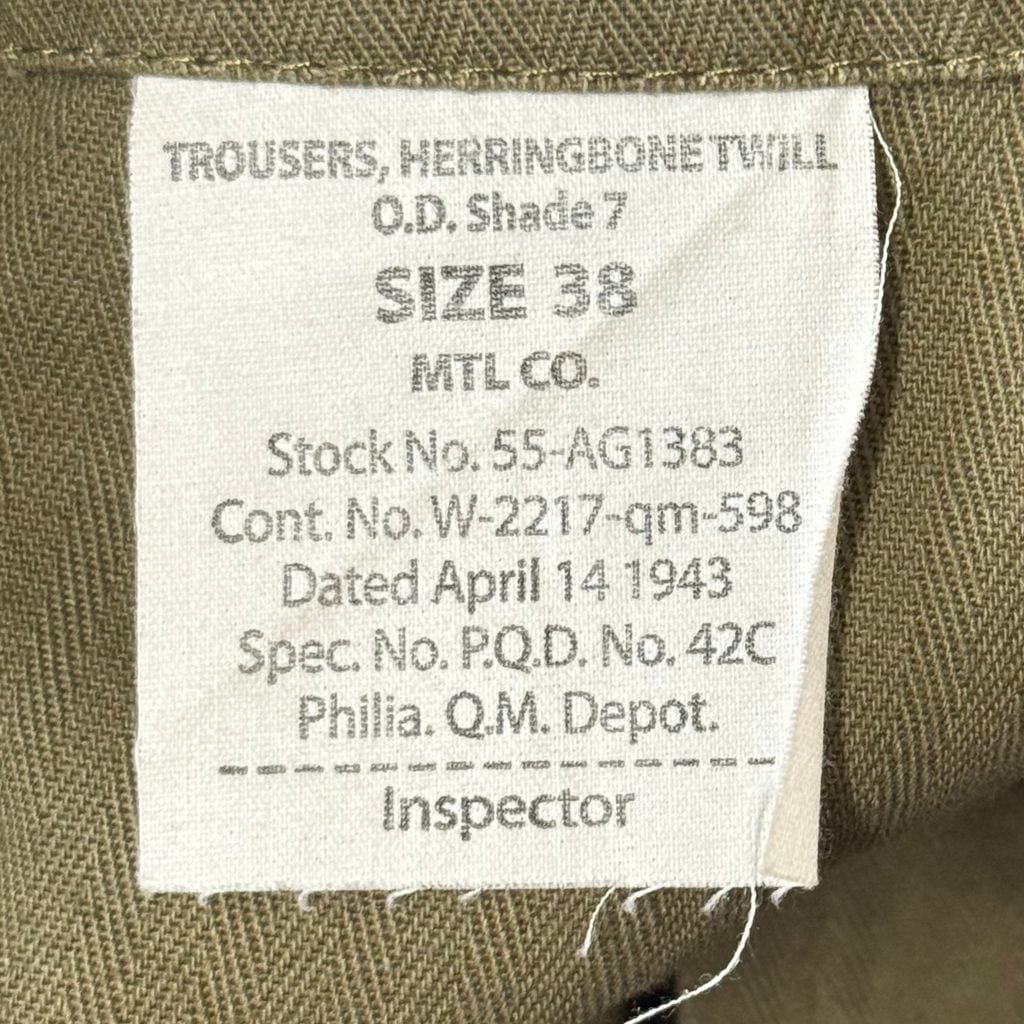 TROUSERS, HERRINGBONE TWILL
O.D. Shade 7
SIZE 38
MTL CO.
Stock No. 55-AG1383
Cont. No. W-2217-qm-598
Dated April 14 1943
Spec. No. P.Q.D. No. 42C
Philia. Q.M. Depot.
Inspector